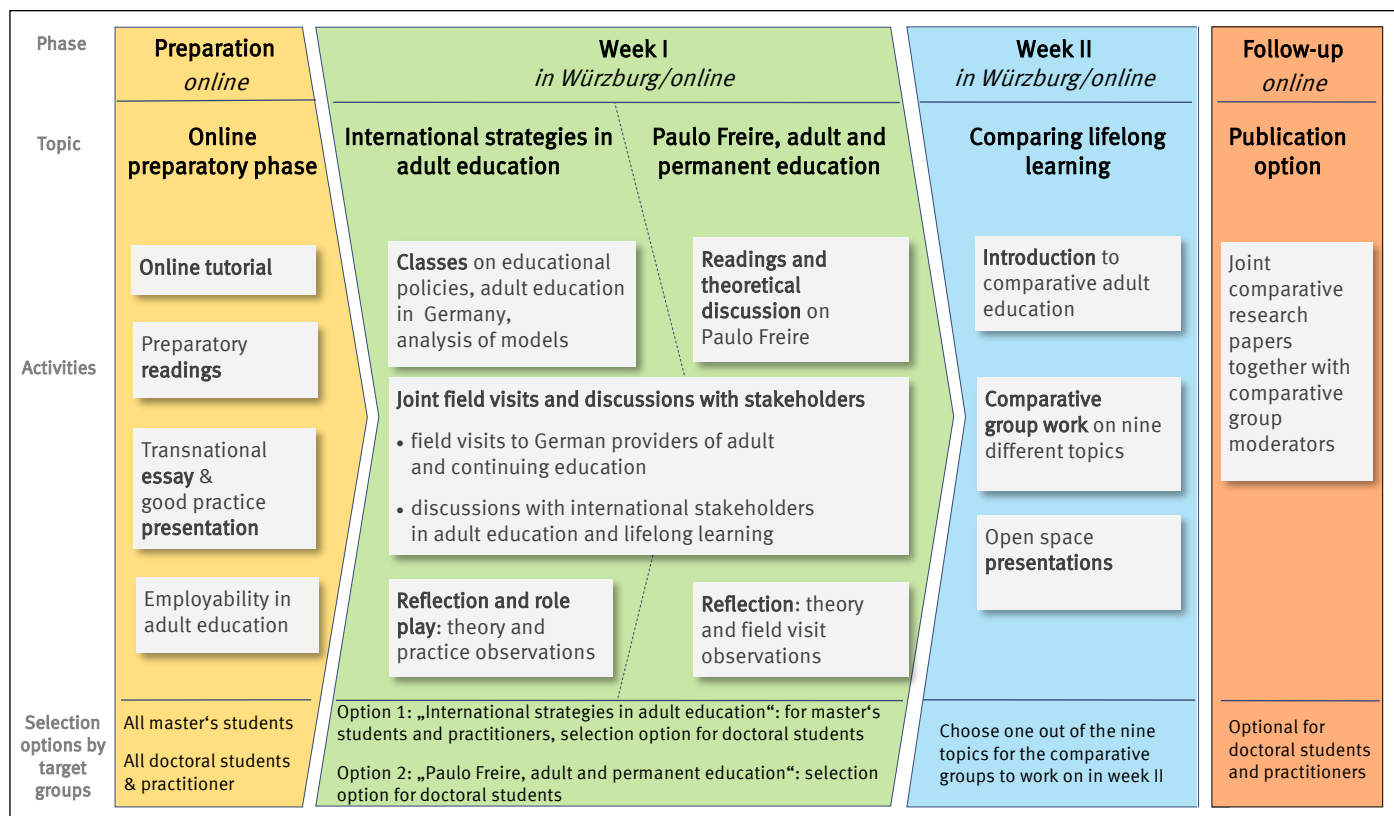 Phase
Preparation
online
Week I
in Würzburg/online
Week II
in Würzburg/online
Follow-up
online
Topic
Online
preparatory phase
International strategies in
adult education
Paulo Freire, adult and
permanent education
Comparing lifelong
learning
Publication
option
Activities
Online tutorial
Preparatory
readings
Transnational
essay &
good practice
presentation
Employability in
adult education
Classes on educational
policies, adult education
in Germany,
analysis of models
Readings and
theoretical
discussion on
Paulo Freire
Joint field visits and discussions with stakeholders
• field visits to German providers of adult
and continuing education
• discussions with international stakeholders
in adult education and lifelong learning
Reflection and role
play: theory and
practice observations
Reflection: theory
and field visit
observations
Introduction to
comparative adult
education
Comparative
group work on nine
different topics
Open space
presentations
Joint
comparative
research
papers
together with
comparative
group
moderators
Selection
options by
target
groups
All master‘s students
All doctoral students
& practitioner
Option 1: „International strategies in adult education“: for master‘s
students and practitioners, selection option for doctoral students
Option 2: „Paulo Freire, adult and permanent education“: selection
option for doctoral students
Choose one out of the nine
topics for the comparative
groups to work on in week II
Optional for
doctoral students
and practitioners